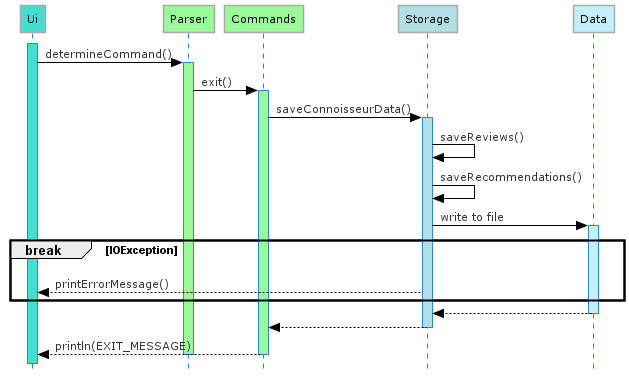 Ui Parser Commands Storage Data
determineCommand()
exit()
saveConnoisseurData()
saveReviews()
saveRecommendations()
write to file
break [IOException]
printErrorMessage()
println(EXIT_MESSAGE)